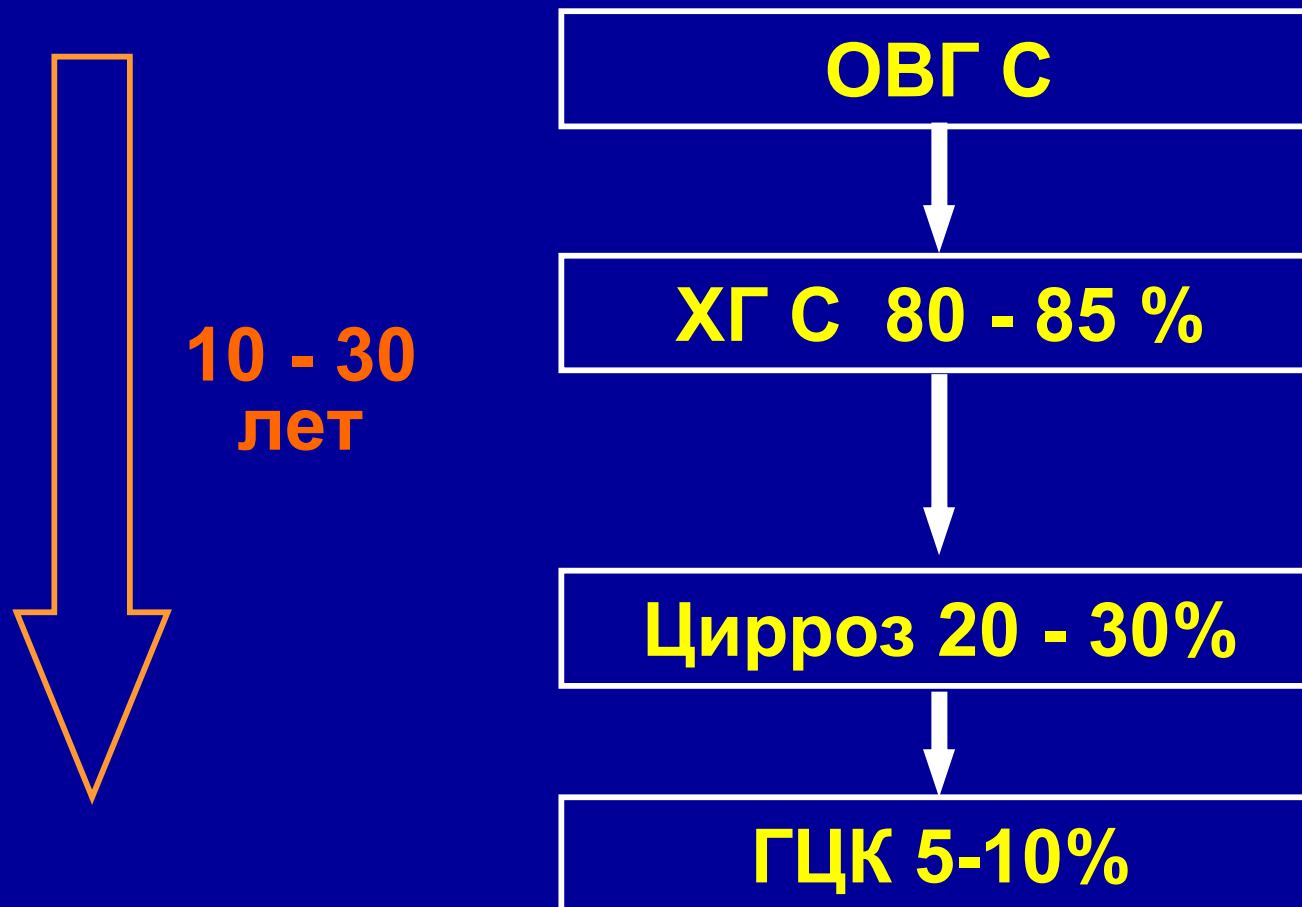 ОВГ С
ХГ С 80 - 85 %
10 - 30
лет
Цирроз 20 - 30%
ГЦК 5-10%